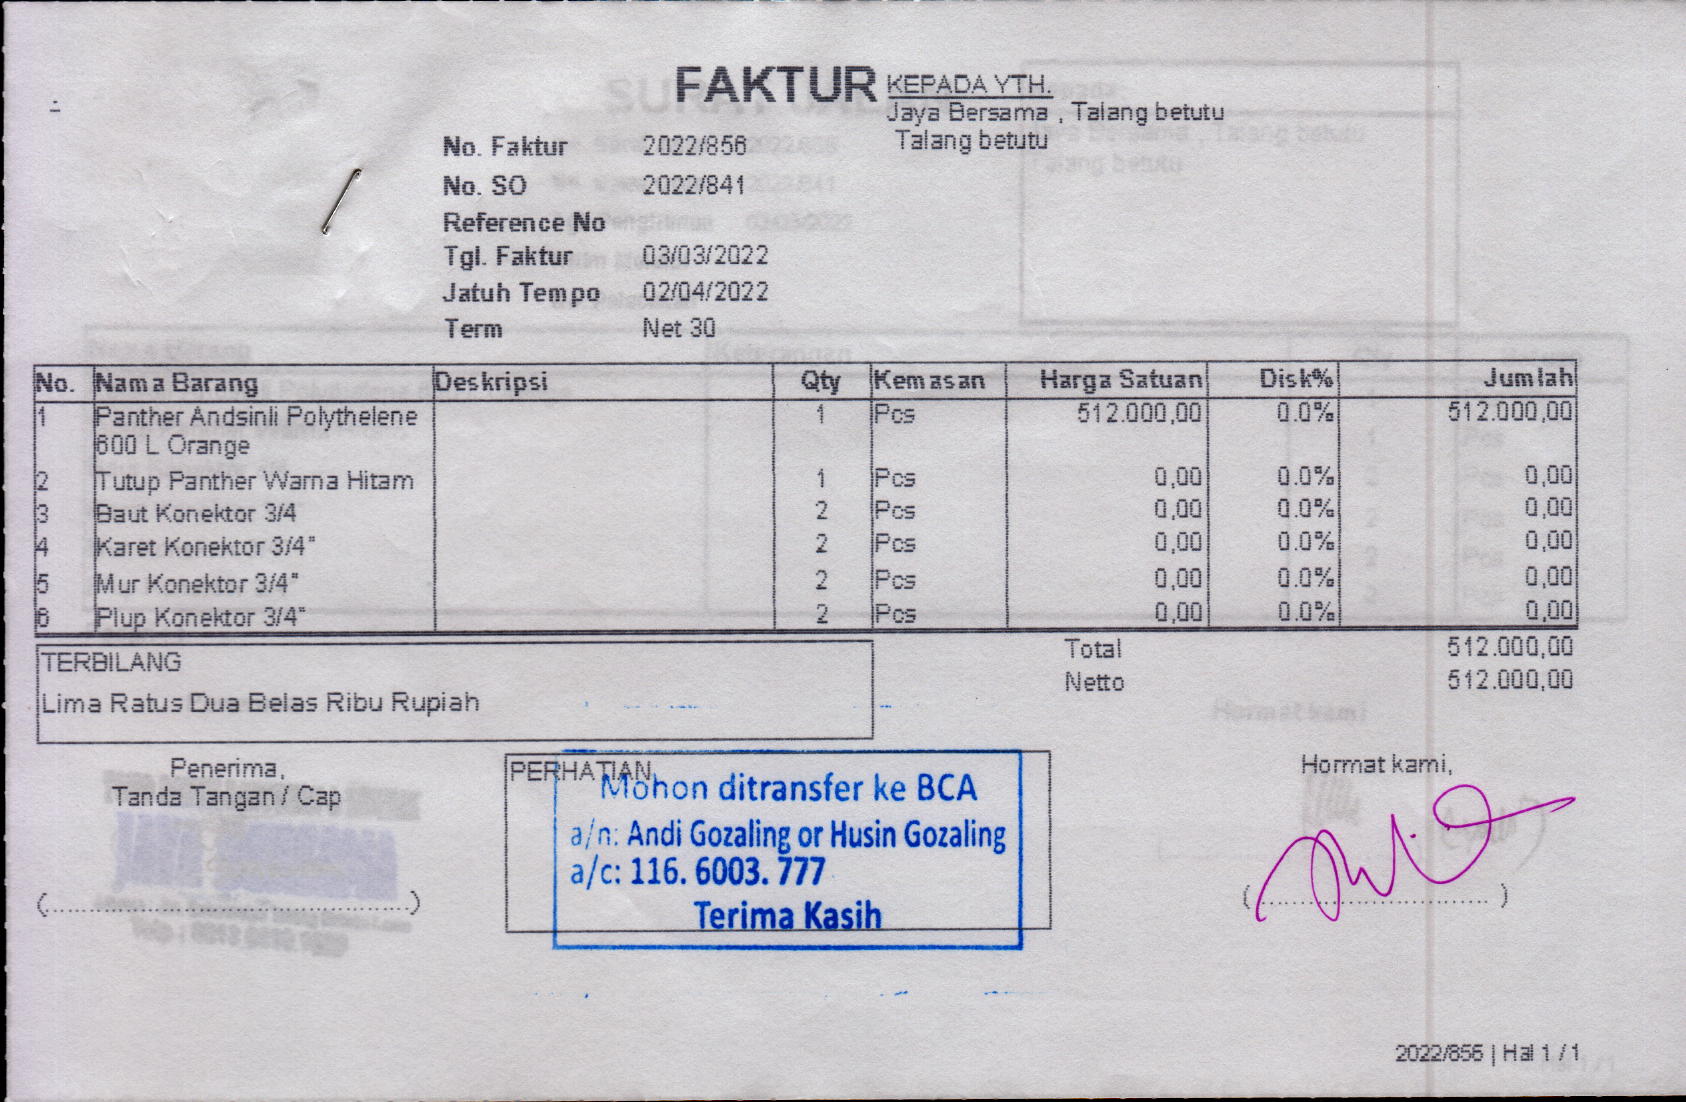 FAKTUR
KEPADA YTH.
Jaya Bersama , Talang betutu
Talang betutu
No. Faktur 2022/856
No. SO 2022/841
Reference No
Tgl. Faktur 03/03/2022
Jatuh Tempo 02/04/2022
Term Net 30
No. Nama Barang Deskripsi Qty Kemasan Harga Satuan Disk% Jumlah
1 Panther Andsinli Polythelene 1 Pcs 512.000,00 0.0% 512.000,00
600 L Orange
2 Tutup Panther Warna Hitam 1 Pcs 0,00 0.0% 0,00
3 Baut Konektor 3/4 2 Pcs 0,00 0.0% 0,00
4 Karet Konektor 3/4" 2 Pcs 0,00 0.0% 0,00
5 Mur Konektor 3/4" 2 Pcs 0,00 0.0% 0,00
6 Plup Konektor 3/4" 2 Pcs 0,00 0.0% 0,00
Total 512.000,00
Netto 512.000,00
TERBILANG
Lima Ratus Dua Belas Ribu Rupiah
Penerima,
Tanda Tangan / Cap
(................................................)
PERHATIAN,
Mohon ditransfer ke BCA
a/n: Andi Gozaling or Husin Gozaling
a/c: 116. 6003. 777
Terima Kasih
Hormat kami,
(................................ )
2022/856 | Hal 1 / 1